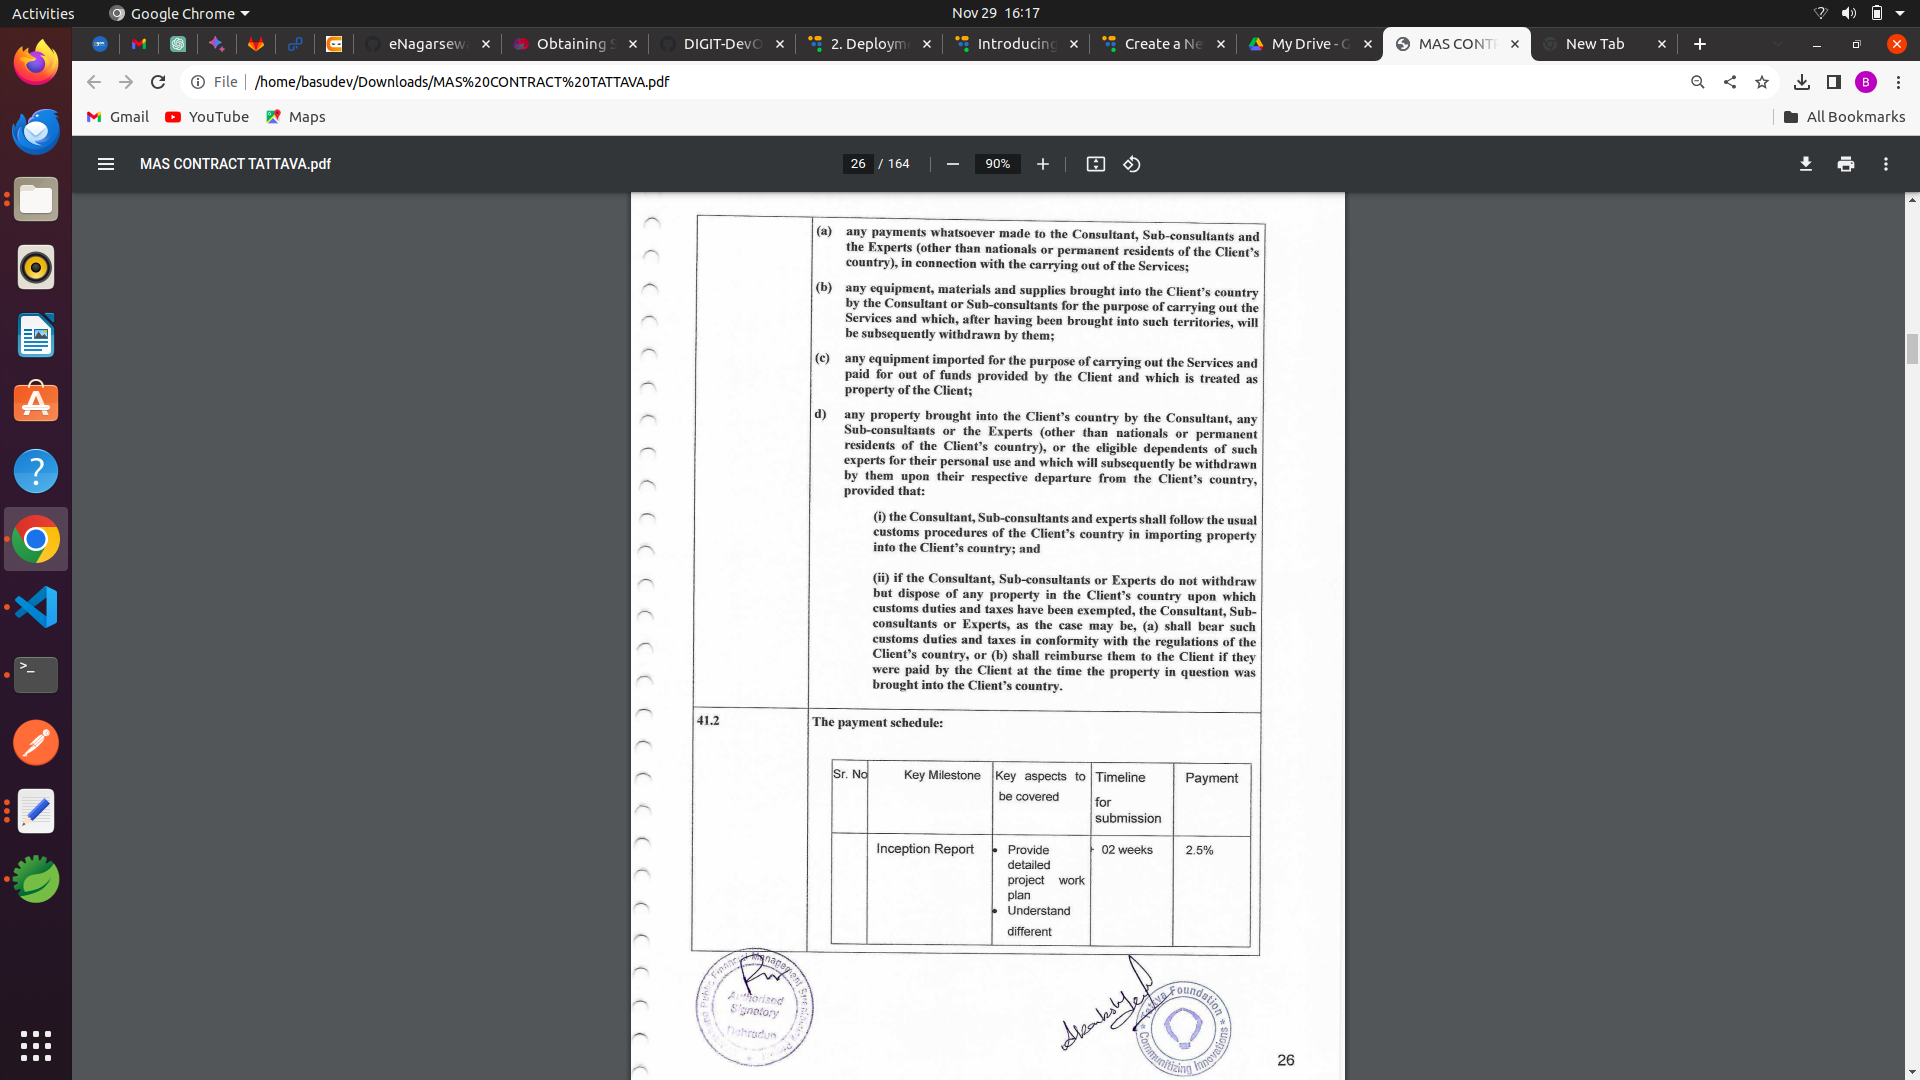 Activities
Google Chrome
Nov 29 16:17
eNagarsew
Obtaining S
DIGIT-DevO
2. Deploym
Introducing
Create a Ne
My Drive - G
MAS CONT
New Tab
File
/home/basudev/Downloads/MAS%20CONTRACT%20TATTAVA.pdf
B
Gmail
YouTube
Maps
All Bookmarks
MAS CONTRACT TATTAVA.pdf
26 / 164
90%
(a) any payments whatsoever made to the Consultant, Sub-consultants and
the Experts (other than nationals or permanent residents of the Client's
country), in connection with the carrying out of the Services;
(b) any equipment, materials and supplies brought into the Client's country
by the Consultant or Sub-consultants for the purpose of carrying out the
Services and which, after having been brought into such territories, will
be subsequently withdrawn by them;
(c) any equipment imported for the purpose of carrying out the Services and
paid for out of funds provided by the Client and which is treated as
property of the Client;
d) any property brought into the Client's country by the Consultant, any
Sub-consultants or the Experts (other than nationals or permanent
residents of the Client's country), or the eligible dependents of such
experts for their personal use and which will subsequently be withdrawn
by them upon their respective departure from the Client's country,
provided that:
(i) the Consultant, Sub-consultants and experts shall follow the usual
customs procedures of the Client's country in importing property
into the Client's country; and
(ii) if the Consultant, Sub-consultants or Experts do not withdraw
but dispose of any property in the Client's country upon which
customs duties and taxes have been exempted, the Consultant, Sub-
consultants or Experts, as the case may be, (a) shall bear such
customs duties and taxes in conformity with the regulations of the
Client's country, or (b) shall reimburse them to the Client if they
were paid by the Client at the time the property in question was
brought into the Client's country.
41.2
The payment schedule:
Sr. No
Key Milestone
Key aspects to
be covered
Timeline
for
submission
Payment
Inception Report
• Provide
detailed
project work
plan
• Understand
different
02 weeks
2.5%
Financial Management
Public
Authorised
Signatory
Dehradun
Tattva Foundation
Communitizing Innovations
26